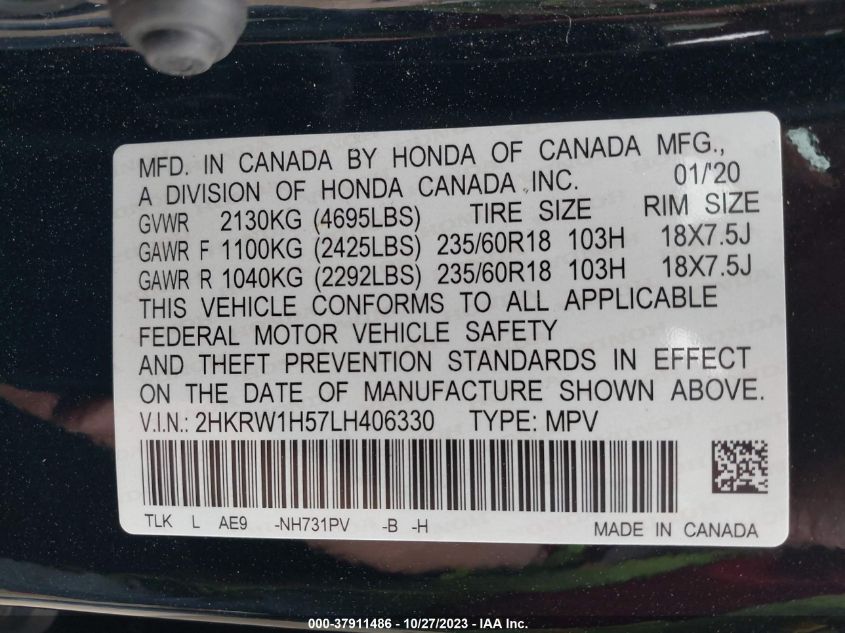 MFD. IN CANADA BY HONDA OF CANADA MFG.,
A DIVISION OF HONDA CANADA INC. 01/'20
GVWR 2130KG (4695LBS) TIRE SIZE RIM SIZE
GAWR F 1100KG (2425LBS) 235/60R18 103H 18X7.5J
GAWR R 1040KG (2292LBS) 235/60R18 103H 18X7.5J
THIS VEHICLE CONFORMS TO ALL APPLICABLE
FEDERAL MOTOR VEHICLE SAFETY
AND THEFT PREVENTION STANDARDS IN EFFECT
ON THE DATE OF MANUFACTURE SHOWN ABOVE.
V.I.N.: 2HKRW1H57LH406330 TYPE: MPV
TLK L AE9 -NH731PV -B -H MADE IN CANADA
000-37911486 - 10/27/2023 - IAA Inc.